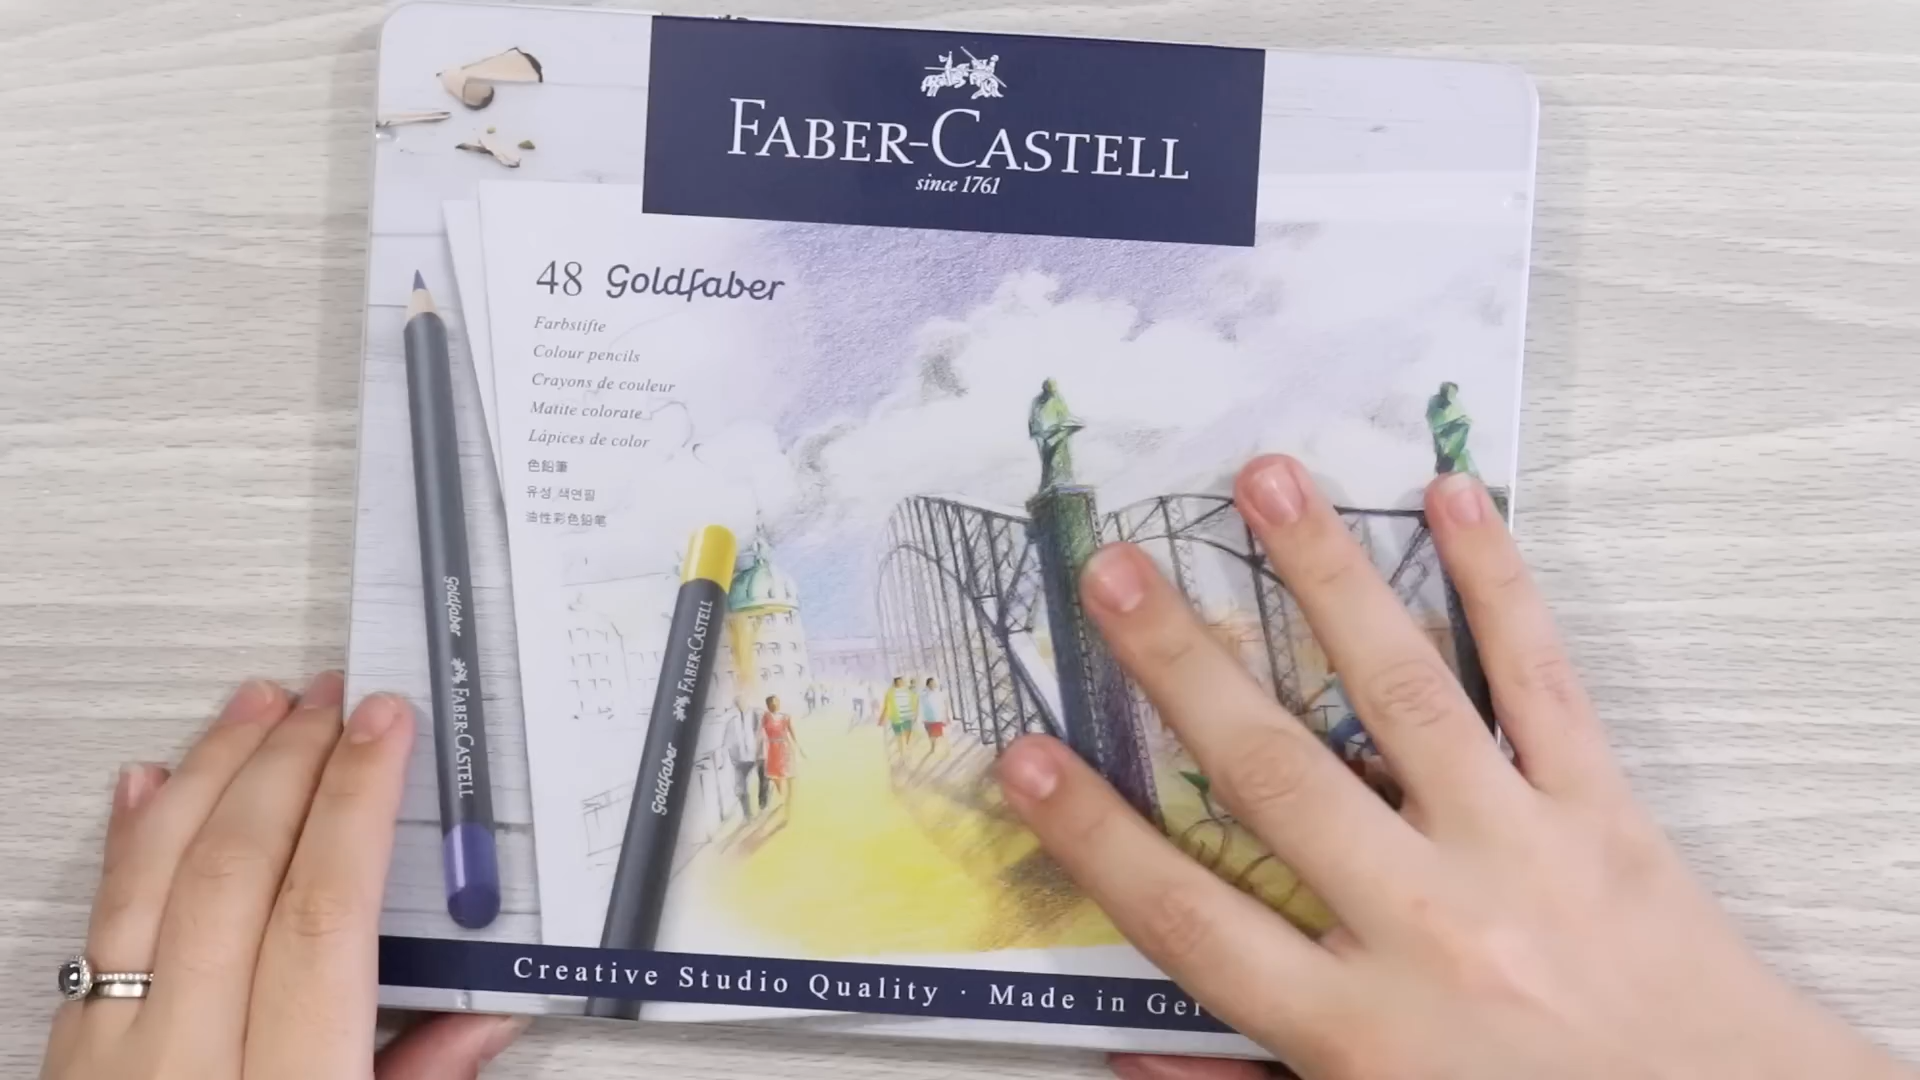 FABER-CASTELL
since 1761
48 Goldfaber
Farbstifte
Colour pencils
Crayons de couleur
Matite colorate
Lápices de color
色鉛筆
유성 색연필
油性彩色鉛笔
Goldfaber FABER-CASTELL
Goldfaber FABER-CASTELL
Creative Studio Quality · Made in Ger